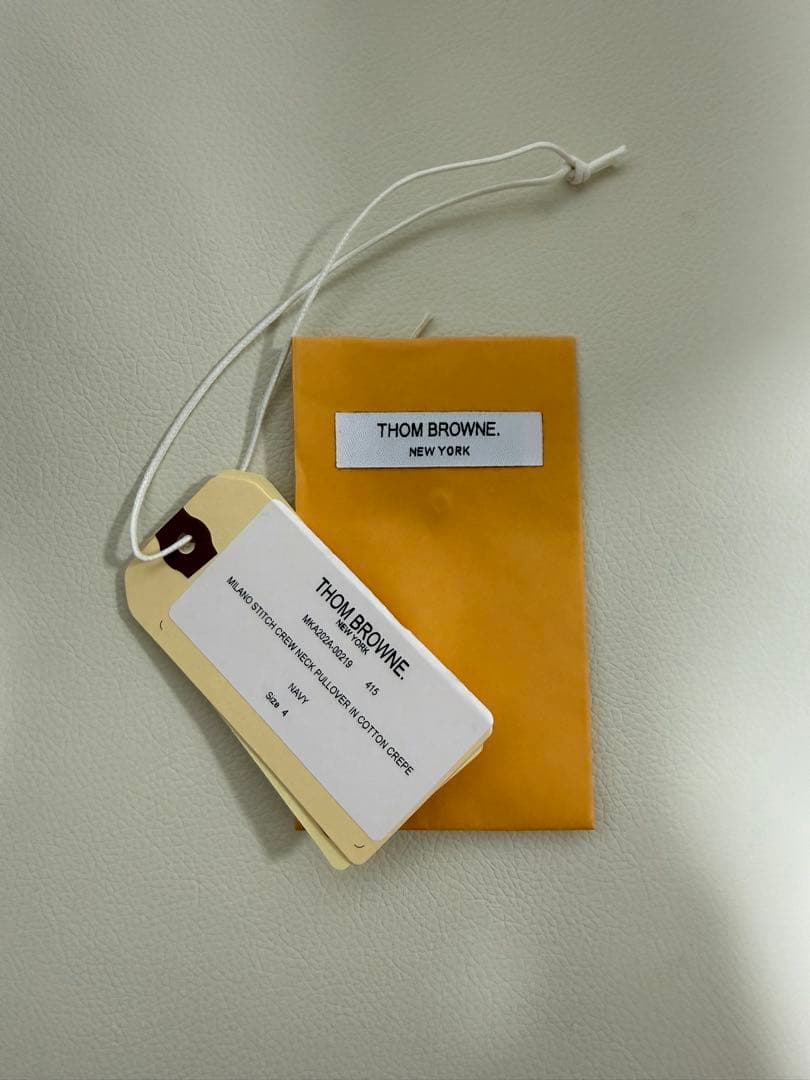 THOM BROWNE.
NEW YORK
THOM BROWNE.
NEW YORK
MKA202A-00219 415
MILANO STITCH CREW NECK PULLOVER IN COTTON CREPE
NAVY
Size 4